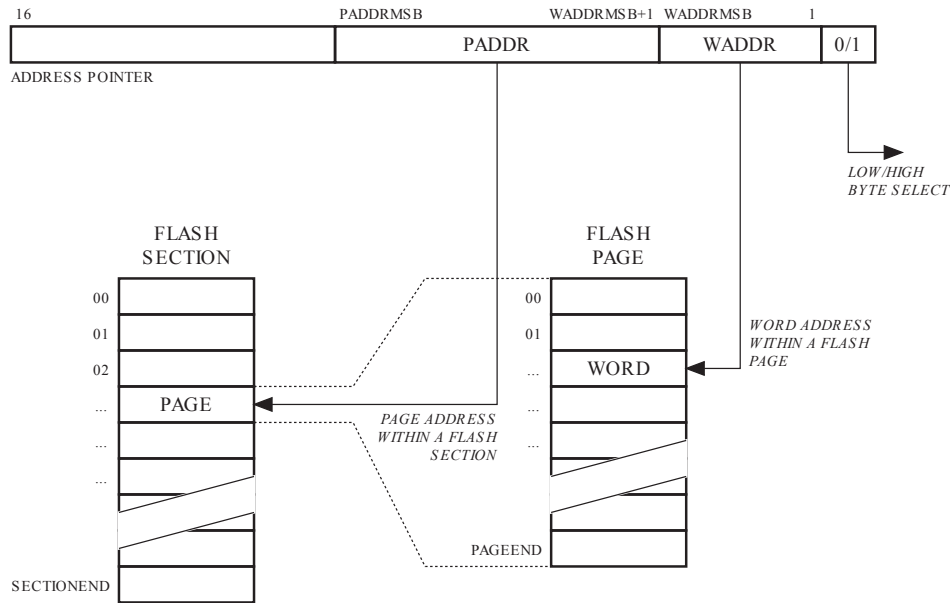 16 PADDRMSB WADDRMSB+1 WADDRMSB 1
PADDR WADDR 0/1
ADDRESS POINTER
LOW/HIGH
BYTE SELECT
FLASH
SECTION
00
01
02
...
PAGE
...
...
SECTIONEND
PAGE ADDRESS
WITHIN A FLASH
SECTION
FLASH
PAGE
00
01
...
WORD
...
...
PAGEEND
WORD ADDRESS
WITHIN A FLASH
PAGE